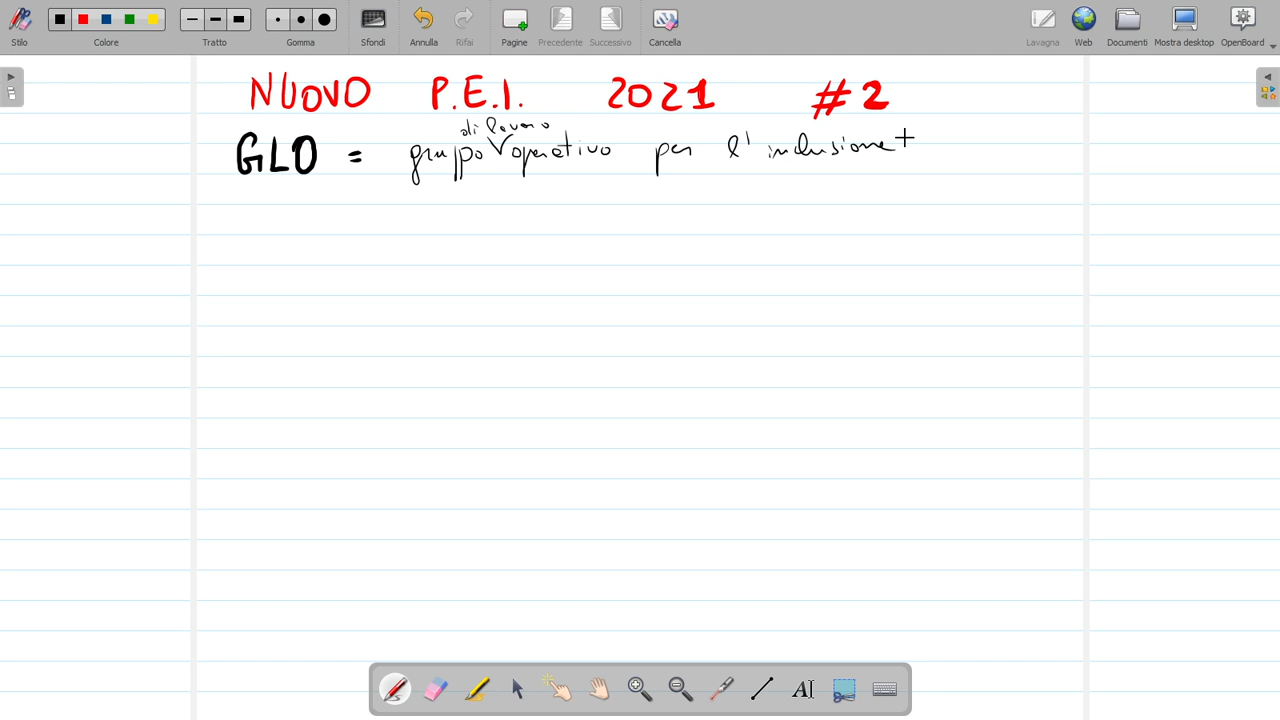 Stilo Colore Tratto Gomma Sfondi Annulla Rifai Pagine Precedente Successivo Cancella Lavagna Web Documenti Mostra desktop OpenBoard
NUOVO P.E.I. 2021 #2
di lavoro
GLO = gruppo operativo per l'inclusione +